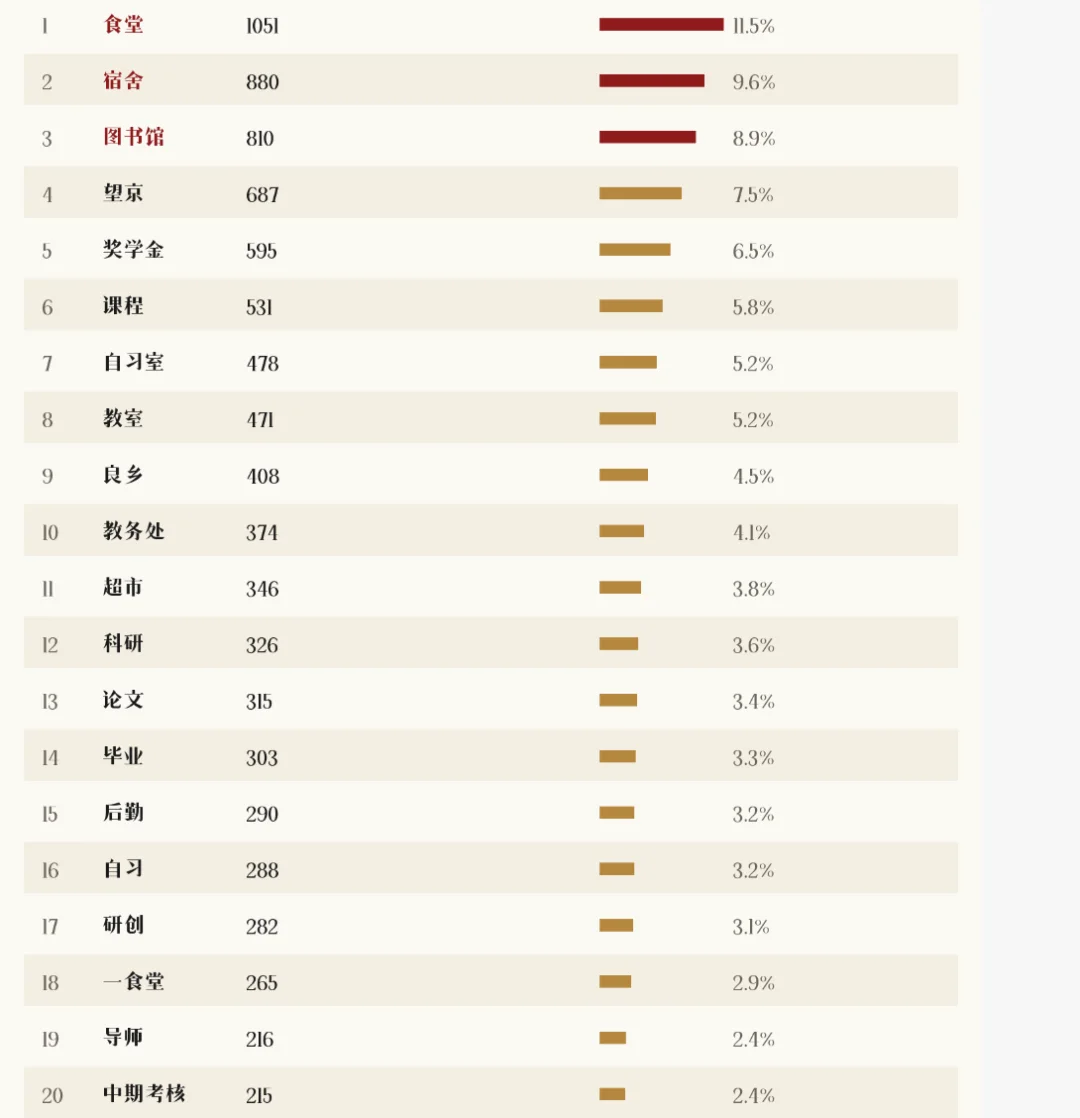 1 食堂 1051 11.5%
2 宿舍 880 9.6%
3 图书馆 810 8.9%
4 望京 687 7.5%
5 奖学金 595 6.5%
6 课程 531 5.8%
7 自习室 478 5.2%
8 教室 471 5.2%
9 良乡 408 4.5%
10 教务处 374 4.1%
11 超市 346 3.8%
12 科研 326 3.6%
13 论文 315 3.4%
14 毕业 303 3.3%
15 后勤 290 3.2%
16 自习 288 3.2%
17 研创 282 3.1%
18 一食堂 265 2.9%
19 导师 216 2.4%
20 中期考核 215 2.4%